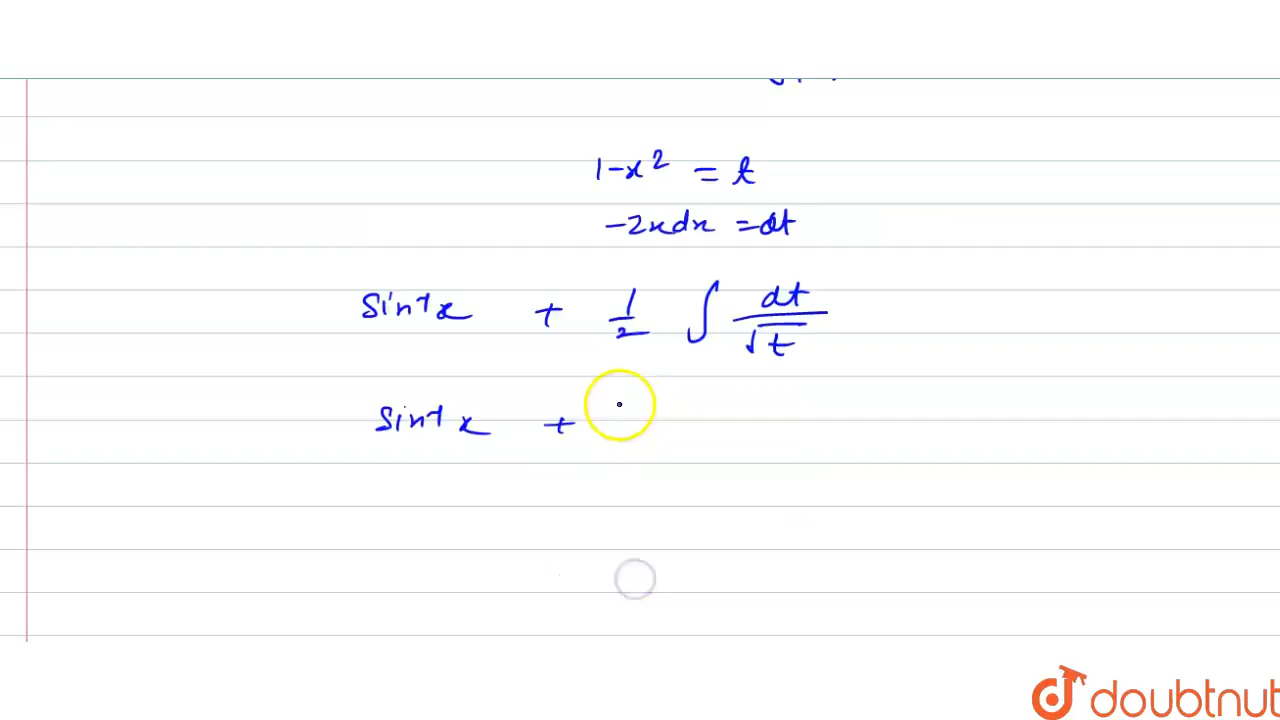 1-x² = t
-2xdx = dt
sin⁻¹x + 1/2 ∫ dt/√t
sin⁻¹x +
doubtnut